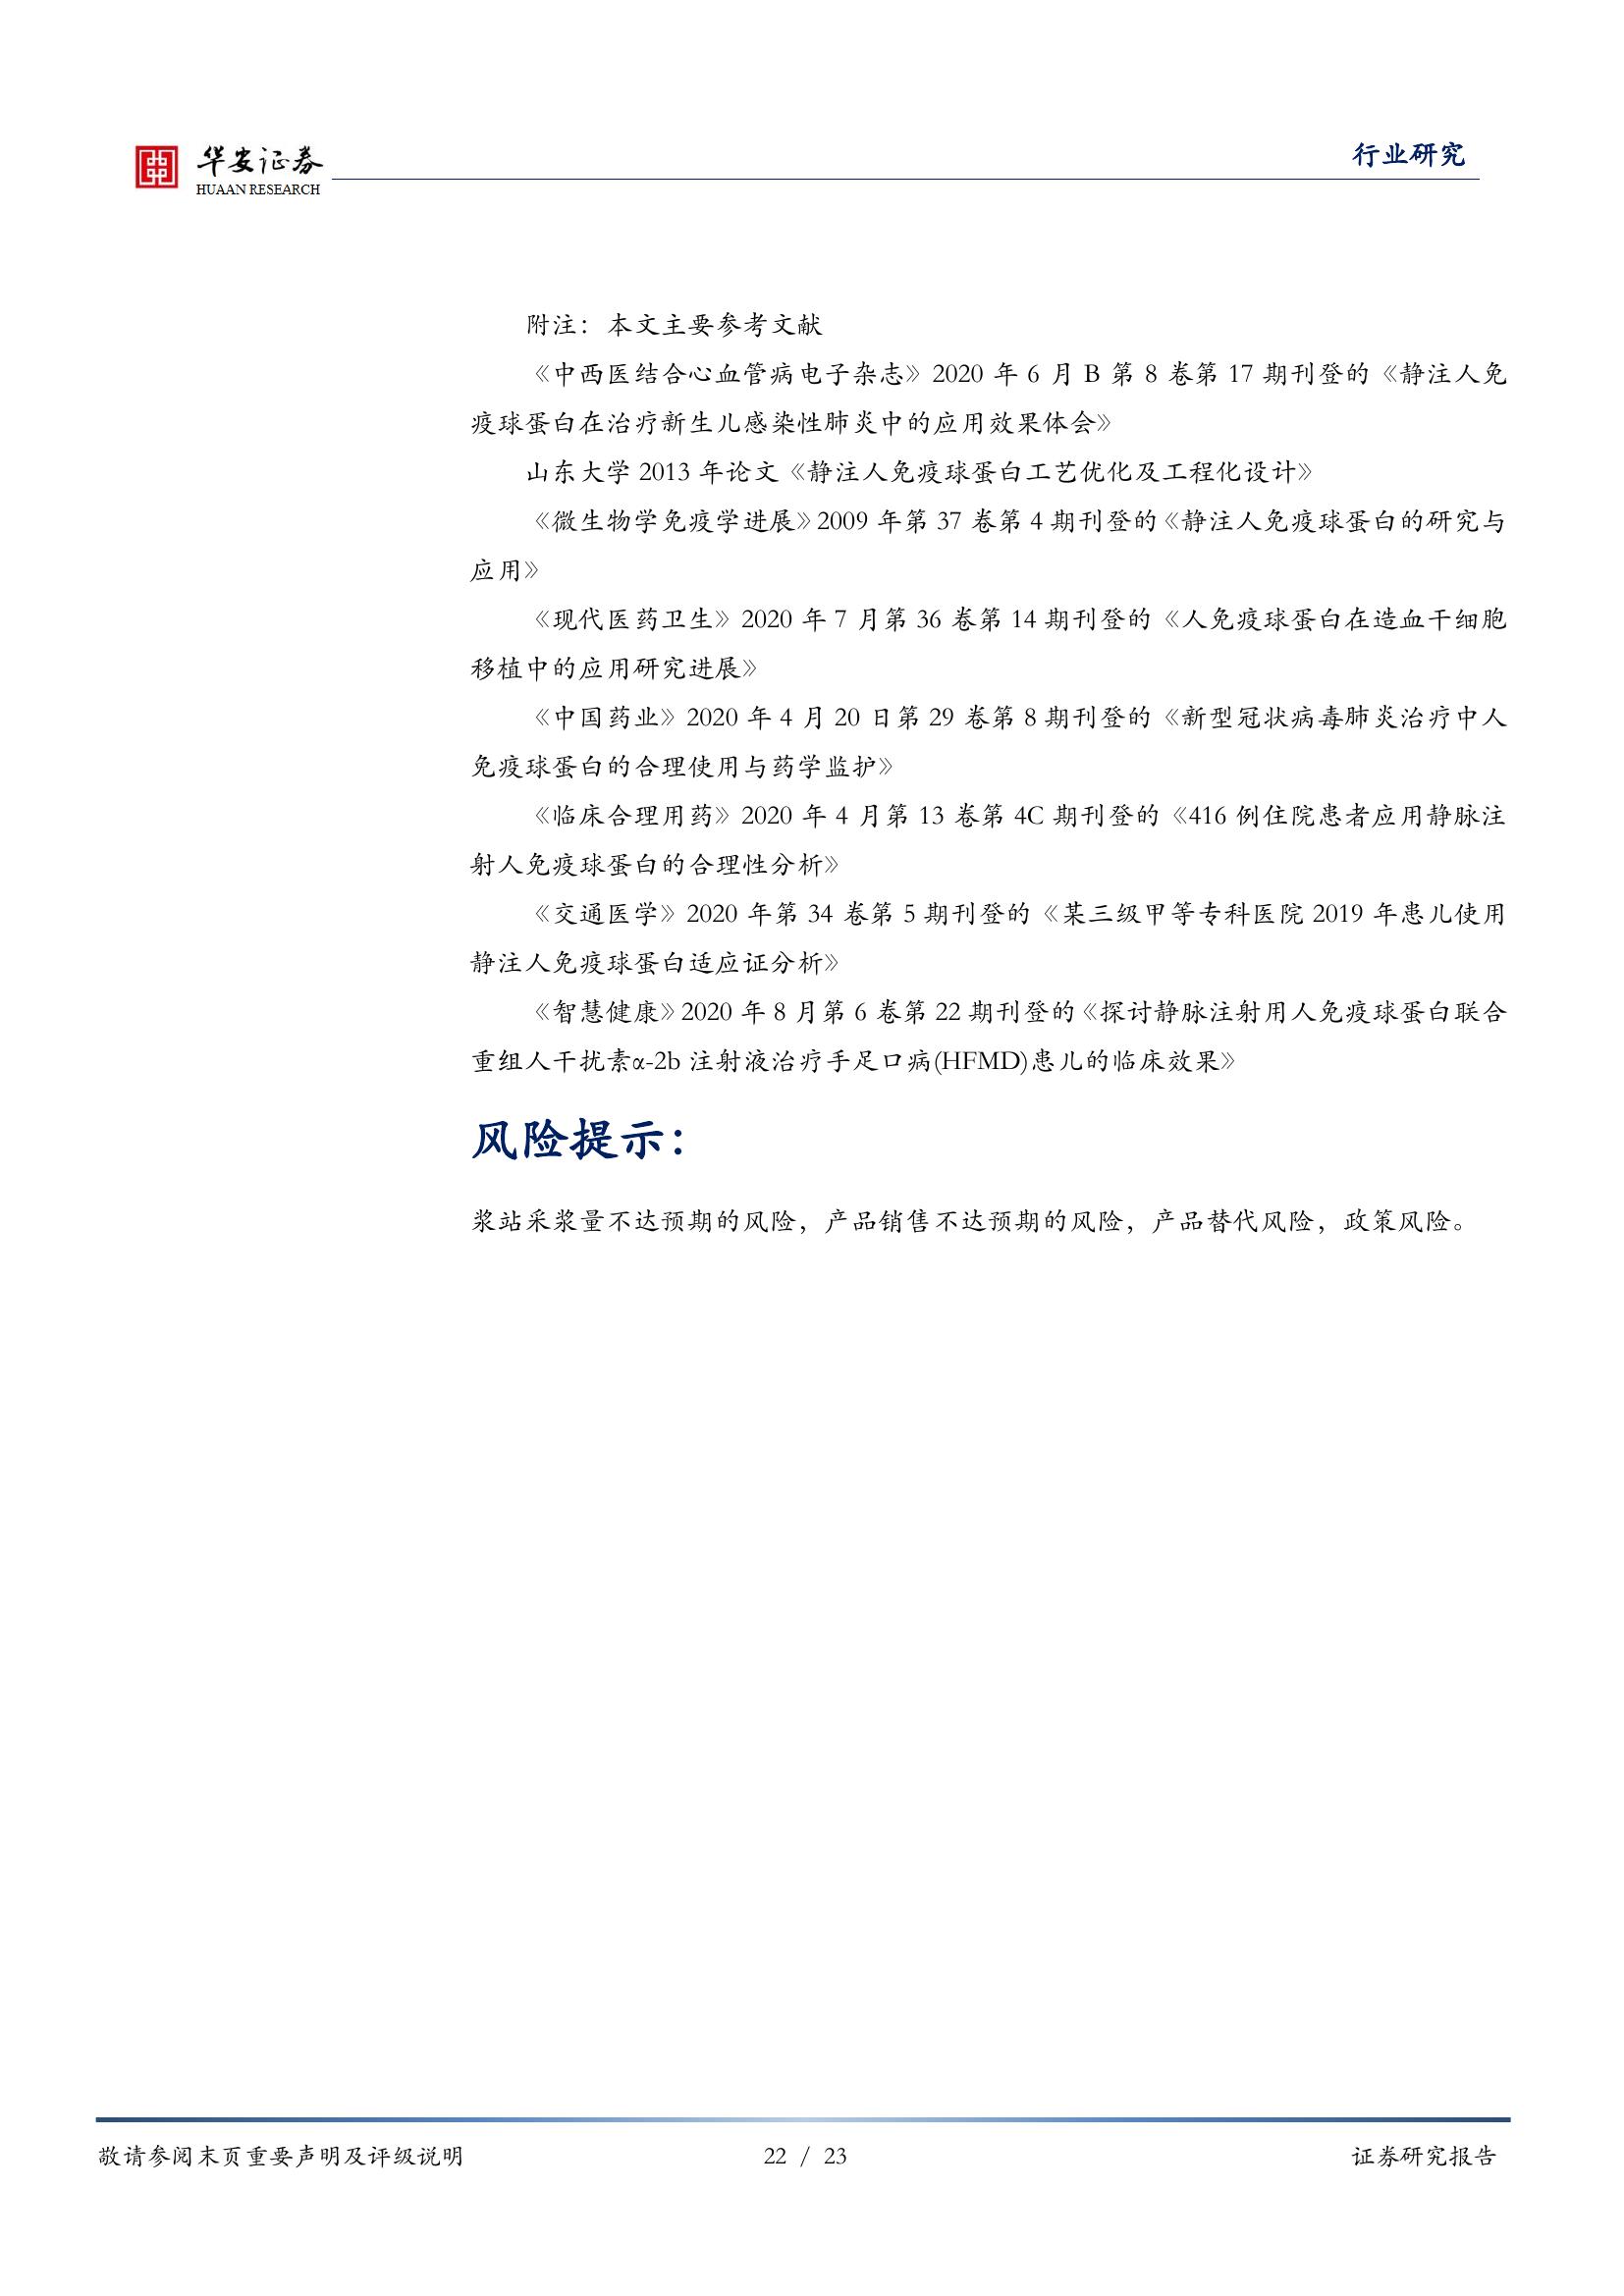 华安证券
HUAAN RESEARCH
行业研究
附注：本文主要参考文献
《中西医结合心血管病电子杂志》2020 年 6 月 B 第 8 卷第 17 期刊登的《静注人免
疫球蛋白在治疗新生儿感染性肺炎中的应用效果体会》
山东大学 2013 年论文《静注人免疫球蛋白工艺优化及工程化设计》
《微生物学免疫学进展》2009 年第 37 卷第 4 期刊登的《静注人免疫球蛋白的研究与
应用》
《现代医药卫生》2020 年 7 月第 36 卷第 14 期刊登的《人免疫球蛋白在造血干细胞
移植中的应用研究进展》
《中国药业》2020 年 4 月 20 日第 29 卷第 8 期刊登的《新型冠状病毒肺炎治疗中人
免疫球蛋白的合理使用与药学监护》
《临床合理用药》2020 年 4 月第 13 卷第 4C 期刊登的《416 例住院患者应用静脉注
射人免疫球蛋白的合理性分析》
《交通医学》2020 年第 34 卷第 5 期刊登的《某三级甲等专科医院 2019 年患儿使用
静注人免疫球蛋白适应证分析》
《智慧健康》2020 年 8 月第 6 卷第 22 期刊登的《探讨静脉注射用人免疫球蛋白联合
重组人干扰素α-2b 注射液治疗手足口病(HFMD)患儿的临床效果》
风险提示：
浆站采浆量不达预期的风险，产品销售不达预期的风险，产品替代风险，政策风险。
敬请参阅末页重要声明及评级说明
22 / 23
证券研究报告